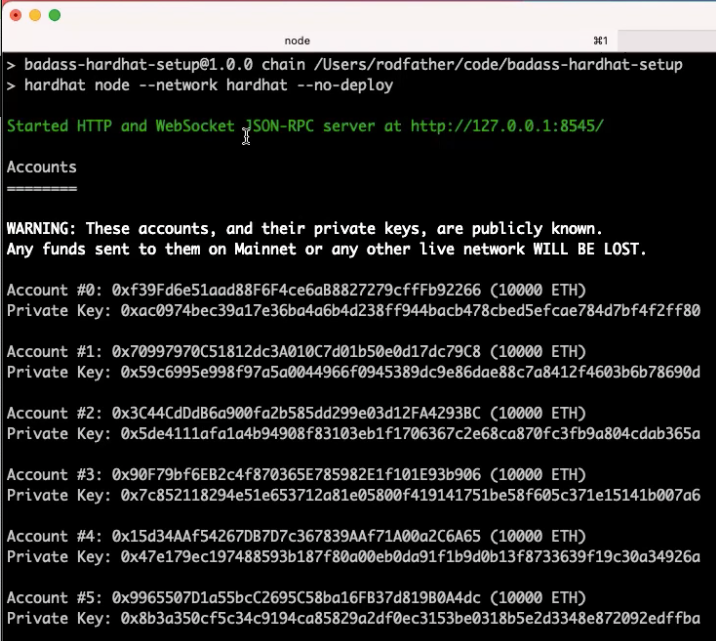 node
⌘1
> badass-hardhat-setup@1.0.0 chain /Users/rodfather/code/badass-hardhat-setup
> hardhat node --network hardhat --no-deploy
Started HTTP and WebSocket JSON-RPC server at http://127.0.0.1:8545/
Accounts
========
WARNING: These accounts, and their private keys, are publicly known.
Any funds sent to them on Mainnet or any other live network WILL BE LOST.
Account #0: 0xf39Fd6e51aad88F6F4ce6aB8827279cffFb92266 (10000 ETH)
Private Key: 0xac0974bec39a17e36ba4a6b4d238ff944bacb478cbed5efcae784d7bf4f2ff80
Account #1: 0x70997970C51812dc3A010C7d01b50e0d17dc79C8 (10000 ETH)
Private Key: 0x59c6995e998f97a5a0044966f0945389dc9e86dae88c7a8412f4603b6b78690d
Account #2: 0x3C44CdDdB6a900fa2b585dd299e03d12FA4293BC (10000 ETH)
Private Key: 0x5de4111afa1a4b94908f83103eb1f1706367c2e68ca870fc3fb9a804cdab365a
Account #3: 0x90F79bf6EB2c4f870365E785982E1f101E93b906 (10000 ETH)
Private Key: 0x7c852118294e51e653712a81e05800f419141751be58f605c371e15141b007a6
Account #4: 0x15d34AAf54267DB7D7c367839AAf71A00a2C6A65 (10000 ETH)
Private Key: 0x47e179ec197488593b187f80a00eb0da91f1b9d0b13f8733639f19c30a34926a
Account #5: 0x9965507D1a55bcC2695C58ba16FB37d819B0A4dc (10000 ETH)
Private Key: 0x8b3a350cf5c34c9194ca85829a2df0ec3153be0318b5e2d3348e872092edffba